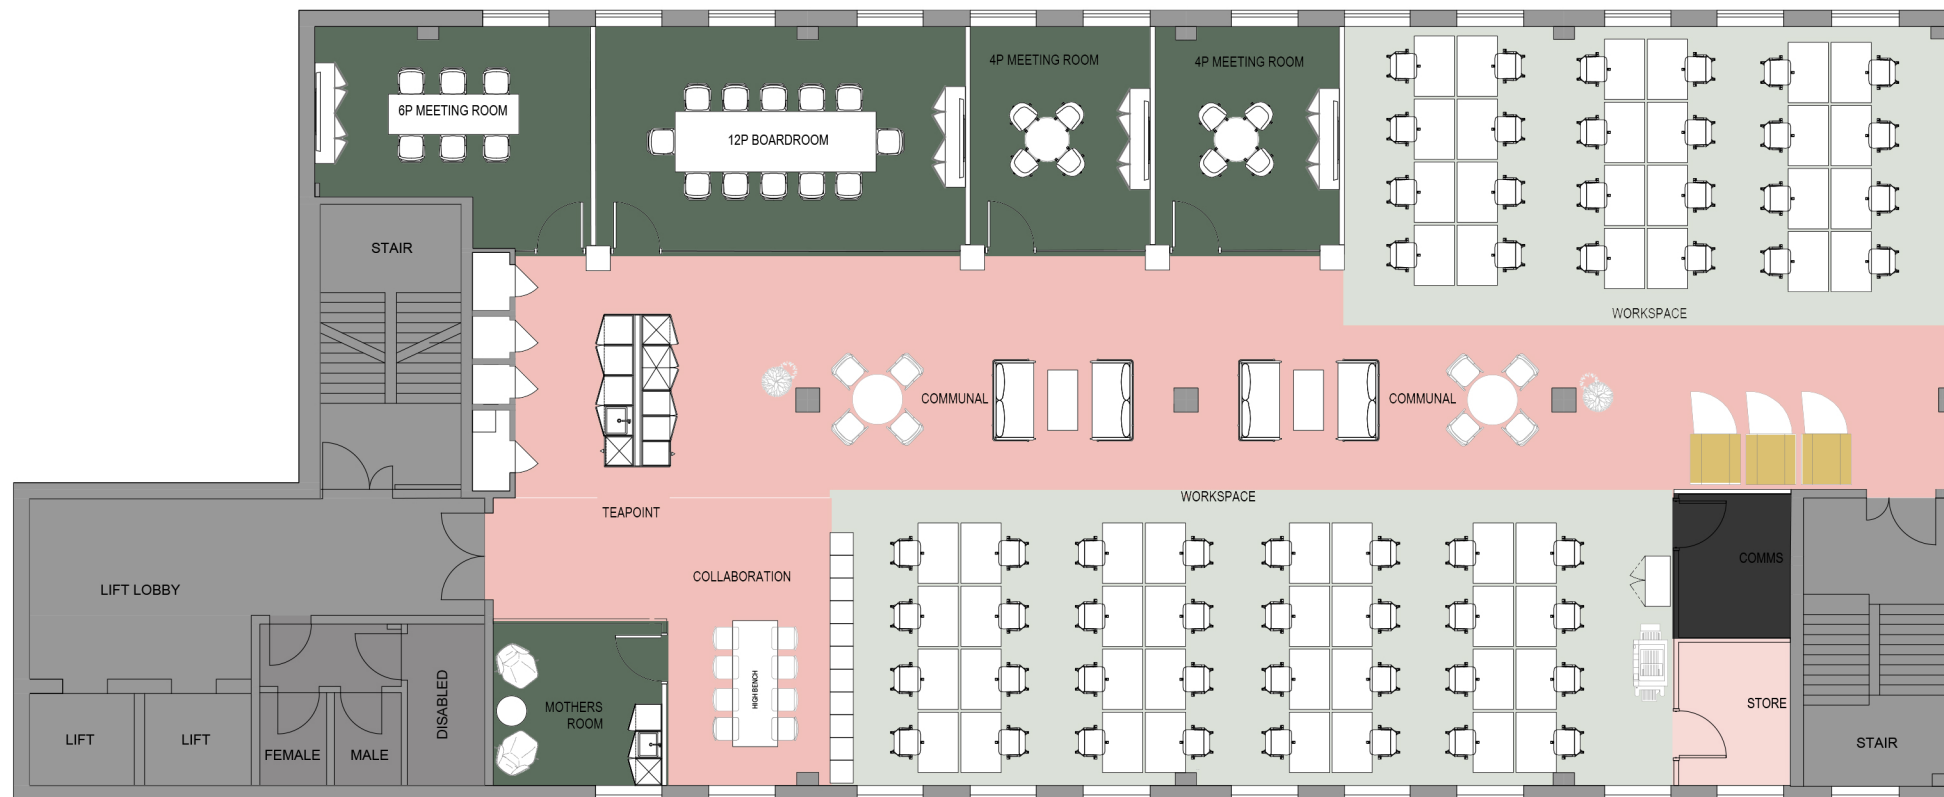 4P MEETING ROOM
4P MEETING ROOM
6P MEETING ROOM
12P BOARDROOM
STAIR
WORKSPACE
COMMUNAL
COMMUNAL
WORKSPACE
TEAPOINT
COLLABORATION
COMMS
LIFT LOBBY
HIGH BENCH
MOTHERS
ROOM
DISABLED
STORE
LIFT
LIFT
FEMALE
MALE
STAIR